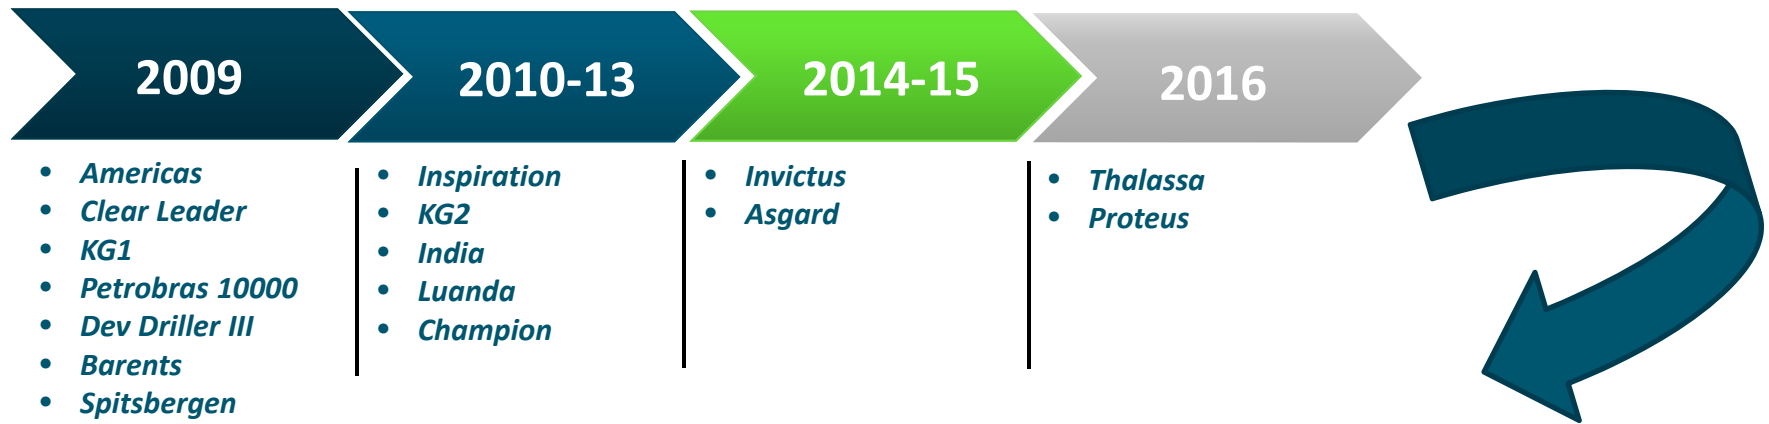 2009
2010-13
2014-15
2016
• Americas
• Clear Leader
• KG1
• Petrobras 10000
• Dev Driller III
• Barents
• Spitsbergen
• Inspiration
• KG2
• India
• Luanda
• Champion
• Invictus
• Asgard
• Thalassa
• Proteus